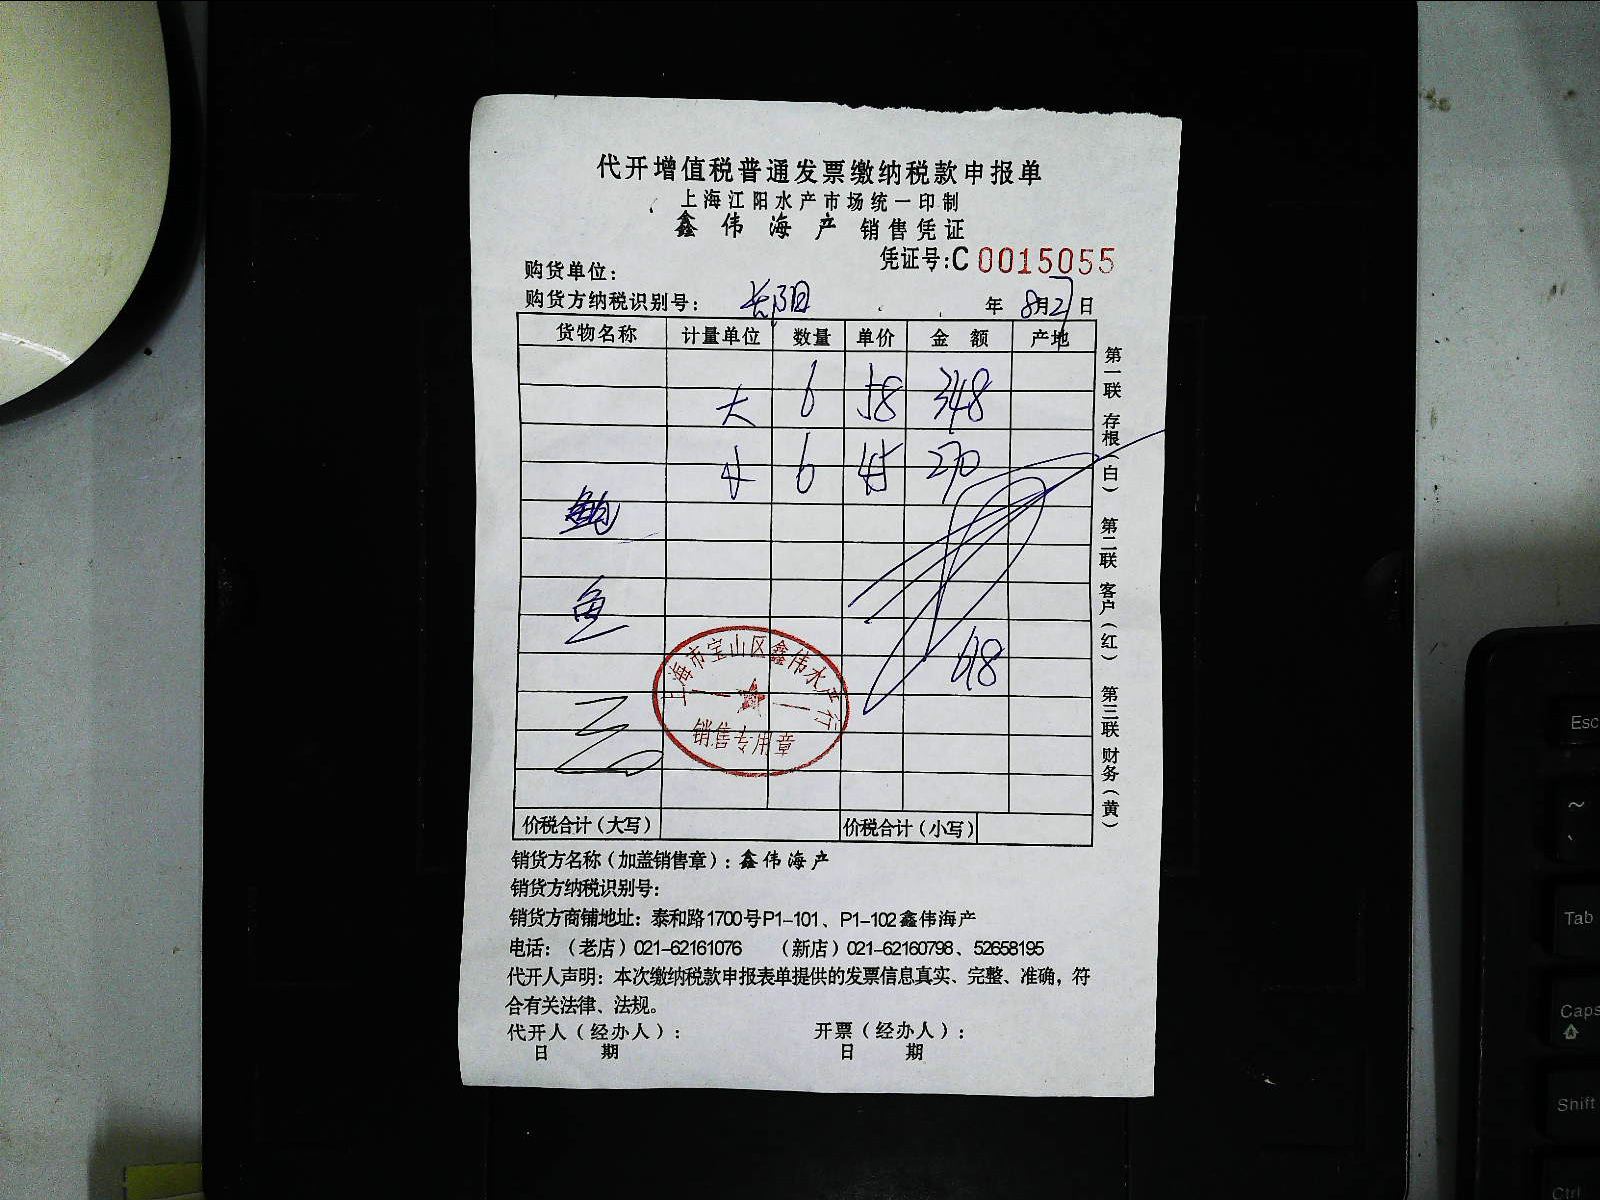 代开增值税普通发票缴纳税款申报单
上海江阳水产市场统一印制
鑫伟海产 销售凭证
凭证号:C 0015055
购货单位:
购货方纳税识别号: 长阳 年 8月27日
货物名称 计量单位 数量 单价 金 额 产地
大 6 58 348
中 6 45 270
鲍
鱼
618
上海市宝山区鑫伟水产行
销售专用章
价税合计(大写) 价税合计(小写)
第一联 存根(白) 第二联 客户(红) 第三联 财务(黄)
销货方名称(加盖销售章): 鑫伟海产
销货方纳税识别号:
销货方商铺地址: 泰和路1700号P1-101、P1-102鑫伟海产
电话:(老店)021-62161076 (新店)021-62160798、52658195
代开人声明: 本次缴纳税款申报表单提供的发票信息真实、完整、准确, 符
合有关法律、法规。
代开人(经办人): 开票(经办人):
日 期 日 期
Esc
~
`
Tab
Caps
Shift
Ctrl